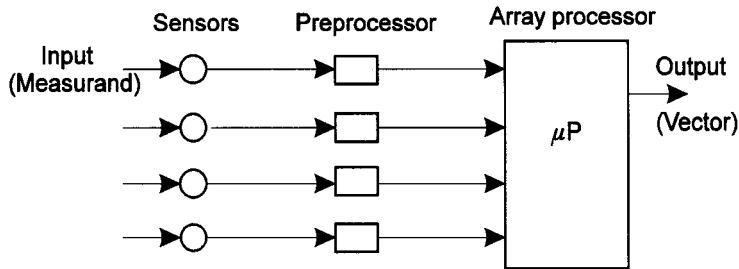 Sensors
Preprocessor
Array processor
Input
(Measurand)
μP
Output
(Vector)